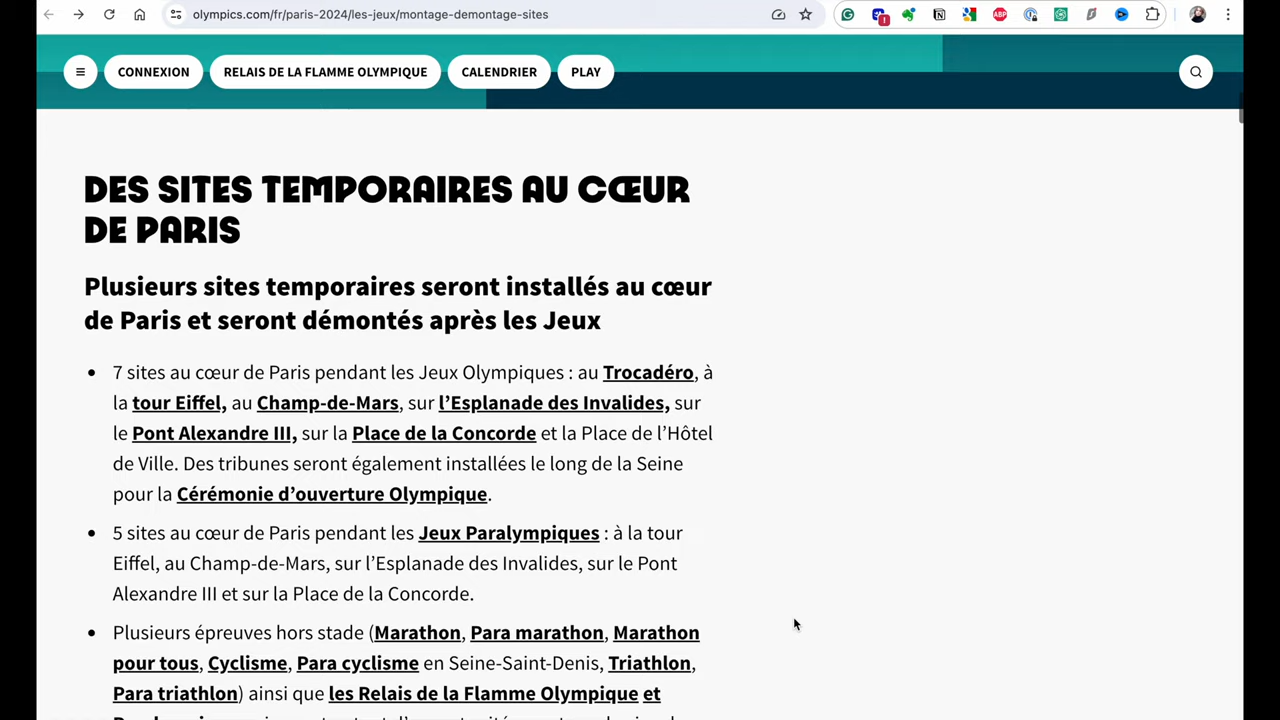 olympics.com/fr/paris-2024/les-jeux/montage-demontage-sites
1
ABP
CONNEXION
RELAIS DE LA FLAMME OLYMPIQUE
CALENDRIER
PLAY
DES SITES TEMPORAIRES AU CŒUR
DE PARIS
Plusieurs sites temporaires seront installés au cœur
de Paris et seront démontés après les Jeux
• 7 sites au cœur de Paris pendant les Jeux Olympiques : au Trocadéro, à
la tour Eiffel, au Champ-de-Mars, sur l’Esplanade des Invalides, sur
le Pont Alexandre III, sur la Place de la Concorde et la Place de l’Hôtel
de Ville. Des tribunes seront également installées le long de la Seine
pour la Cérémonie d’ouverture Olympique.
• 5 sites au cœur de Paris pendant les Jeux Paralympiques : à la tour
Eiffel, au Champ-de-Mars, sur l’Esplanade des Invalides, sur le Pont
Alexandre III et sur la Place de la Concorde.
• Plusieurs épreuves hors stade (Marathon, Para marathon, Marathon
pour tous, Cyclisme, Para cyclisme en Seine-Saint-Denis, Triathlon,
Para triathlon) ainsi que les Relais de la Flamme Olympique et